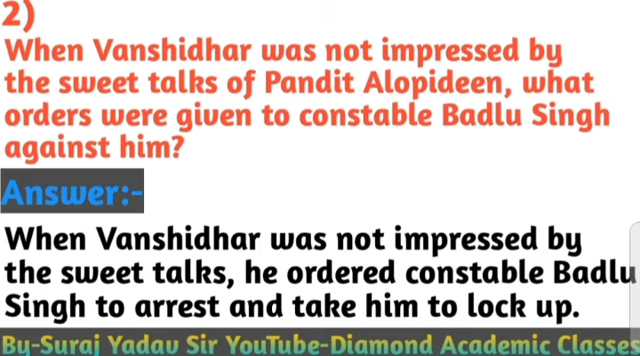 2)
When Vanshidhar was not impressed by
the sweet talks of Pandit Alopideen, what
orders were given to constable Badlu Singh
against him?
Answer:-
When Vanshidhar was not impressed by
the sweet talks, he ordered constable Badlu
Singh to arrest and take him to lock up.
By-Suraj Yadav Sir YouTube-Diamond Academic Classes